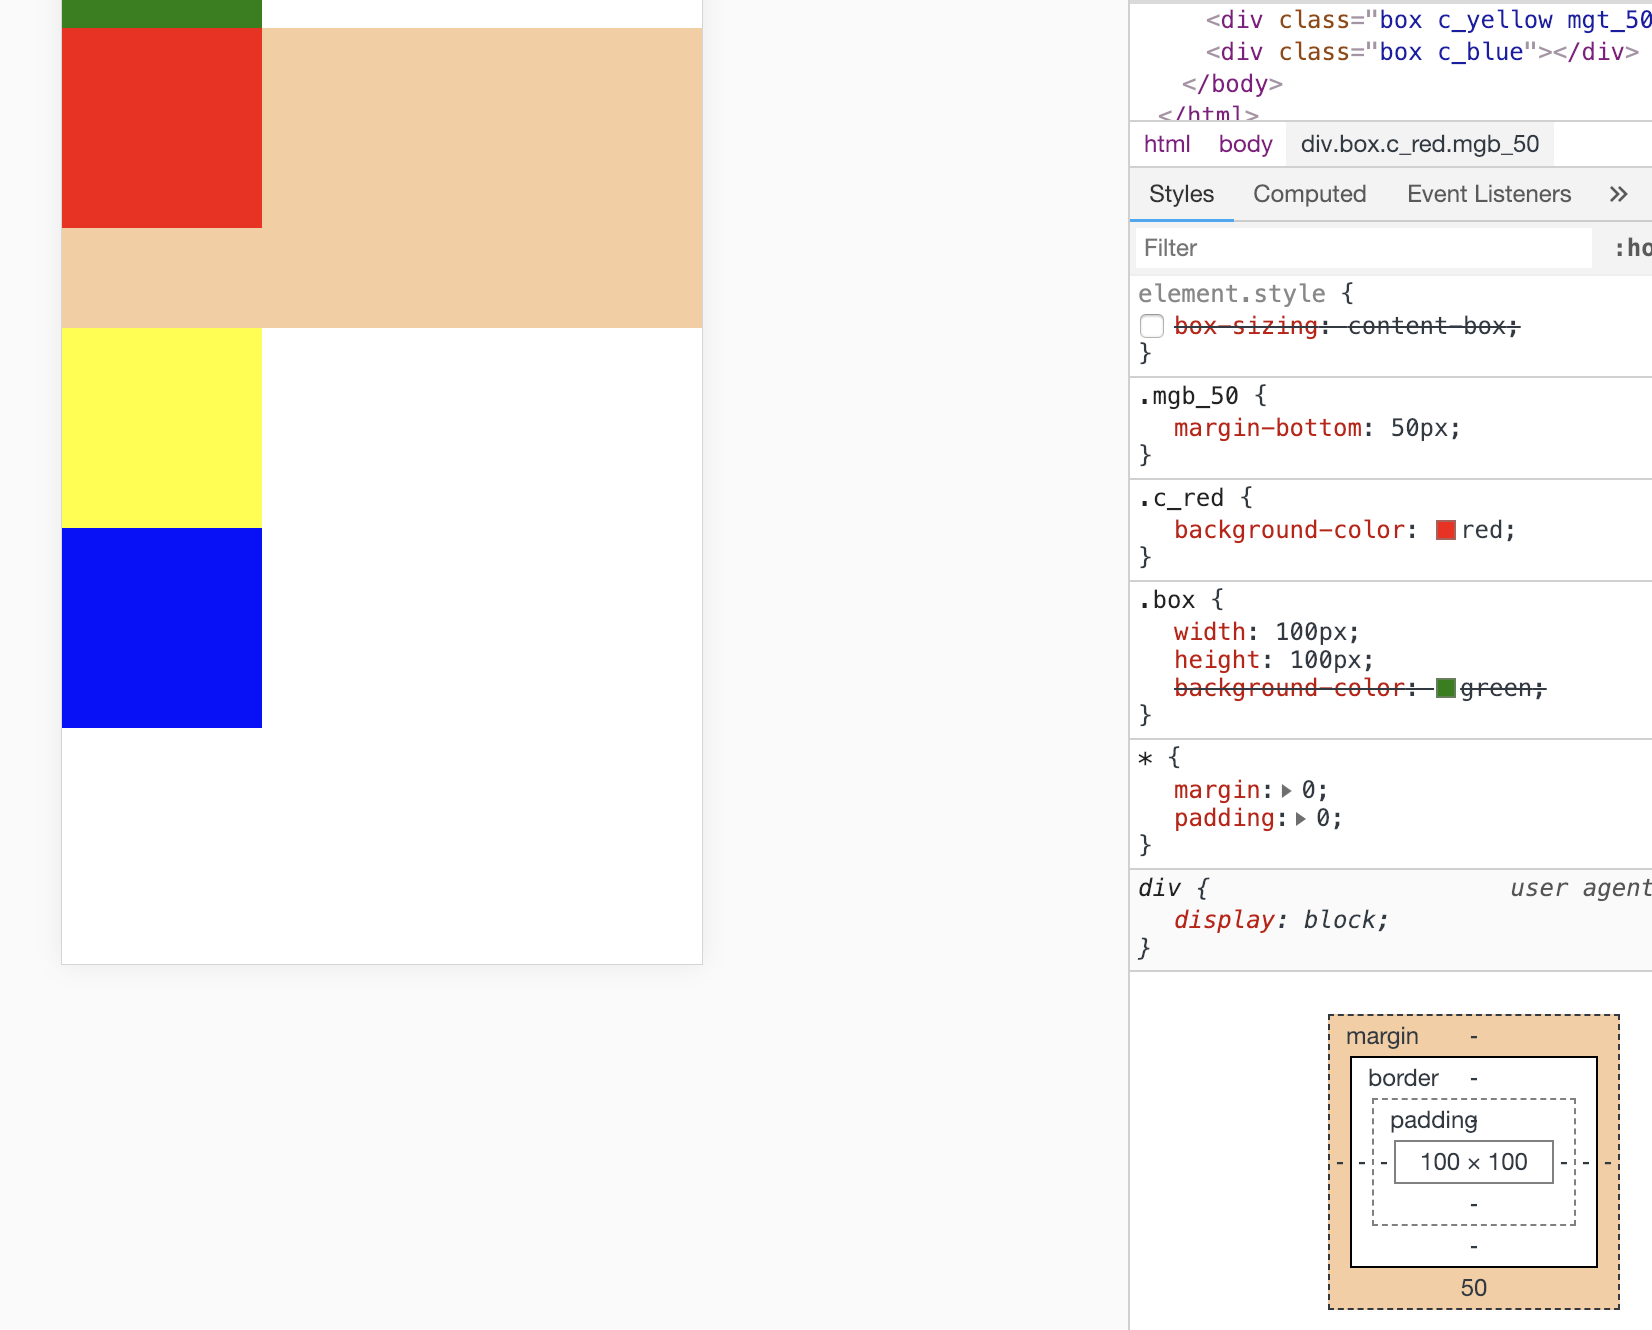 <div class="box c_yellow mgt_50
<div class="box c_blue"></div>
</body>
</html>
html body div.box.c_red.mgb_50
Styles Computed Event Listeners »
Filter :ho
element.style {
box-sizing: content-box;
}
.mgb_50 {
margin-bottom: 50px;
}
.c_red {
background-color: red;
}
.box {
width: 100px;
height: 100px;
background-color: green;
}
* {
margin: 0;
padding: 0;
}
div { user agent
display: block;
}
margin -
border -
padding -
- - - 100 × 100 - - -
-
-
50